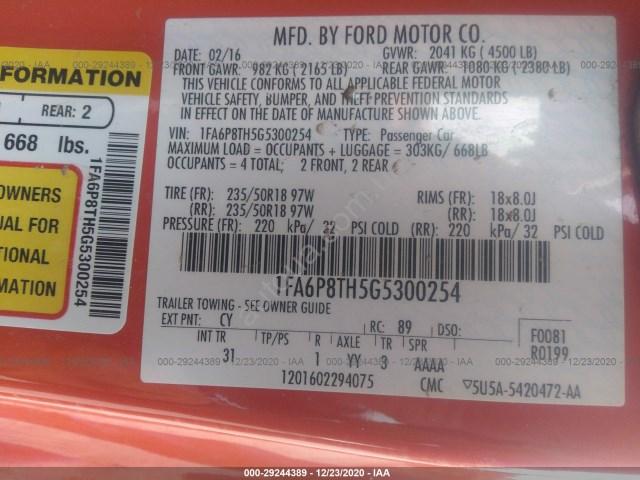 MFD. BY FORD MOTOR CO.
DATE: 02/16 GVWR: 2041 KG ( 4500 LB)
FRONT GAWR: 982 KG ( 2165 LB) REAR GAWR: 1080 KG ( 2380 LB)
THIS VEHICLE CONFORMS TO ALL APPLICABLE FEDERAL MOTOR
VEHICLE SAFETY, BUMPER, AND THEFT PREVENTION STANDARDS
IN EFFECT ON THE DATE OF MANUFACTURE SHOWN ABOVE.
VIN: 1FA6P8TH5G5300254 TYPE: Passenger Car
MAXIMUM LOAD = OCCUPANTS + LUGGAGE = 303KG/ 668LB
OCCUPANTS = 4 TOTAL; 2 FRONT, 2 REAR
TIRE (FR): 235/50R18 97W RIMS (FR): 18x8.0J
(RR): 235/50R18 97W (RR): 18x8.0J
PRESSURE (FR): 220 kPa/ 32 PSI COLD (RR): 220 kPa/ 32 PSI COLD
1FA6P8TH5G5300254
TRAILER TOWING - SEE OWNER GUIDE
EXT PNT: CY RC: 89 DSO:
INT TR TP/PS R AXLE TR SPR
31 1 YY 3 AAAA
1201602294075 CMC 5U5A-5420472-AA
F0081
R0199
FORMATION
REAR: 2
668 lbs.
OWNERS
UAL FOR
TIONAL
MATION
1FA6P8TH5G5300254
000-29244389 • 12/23/2020 • IAA